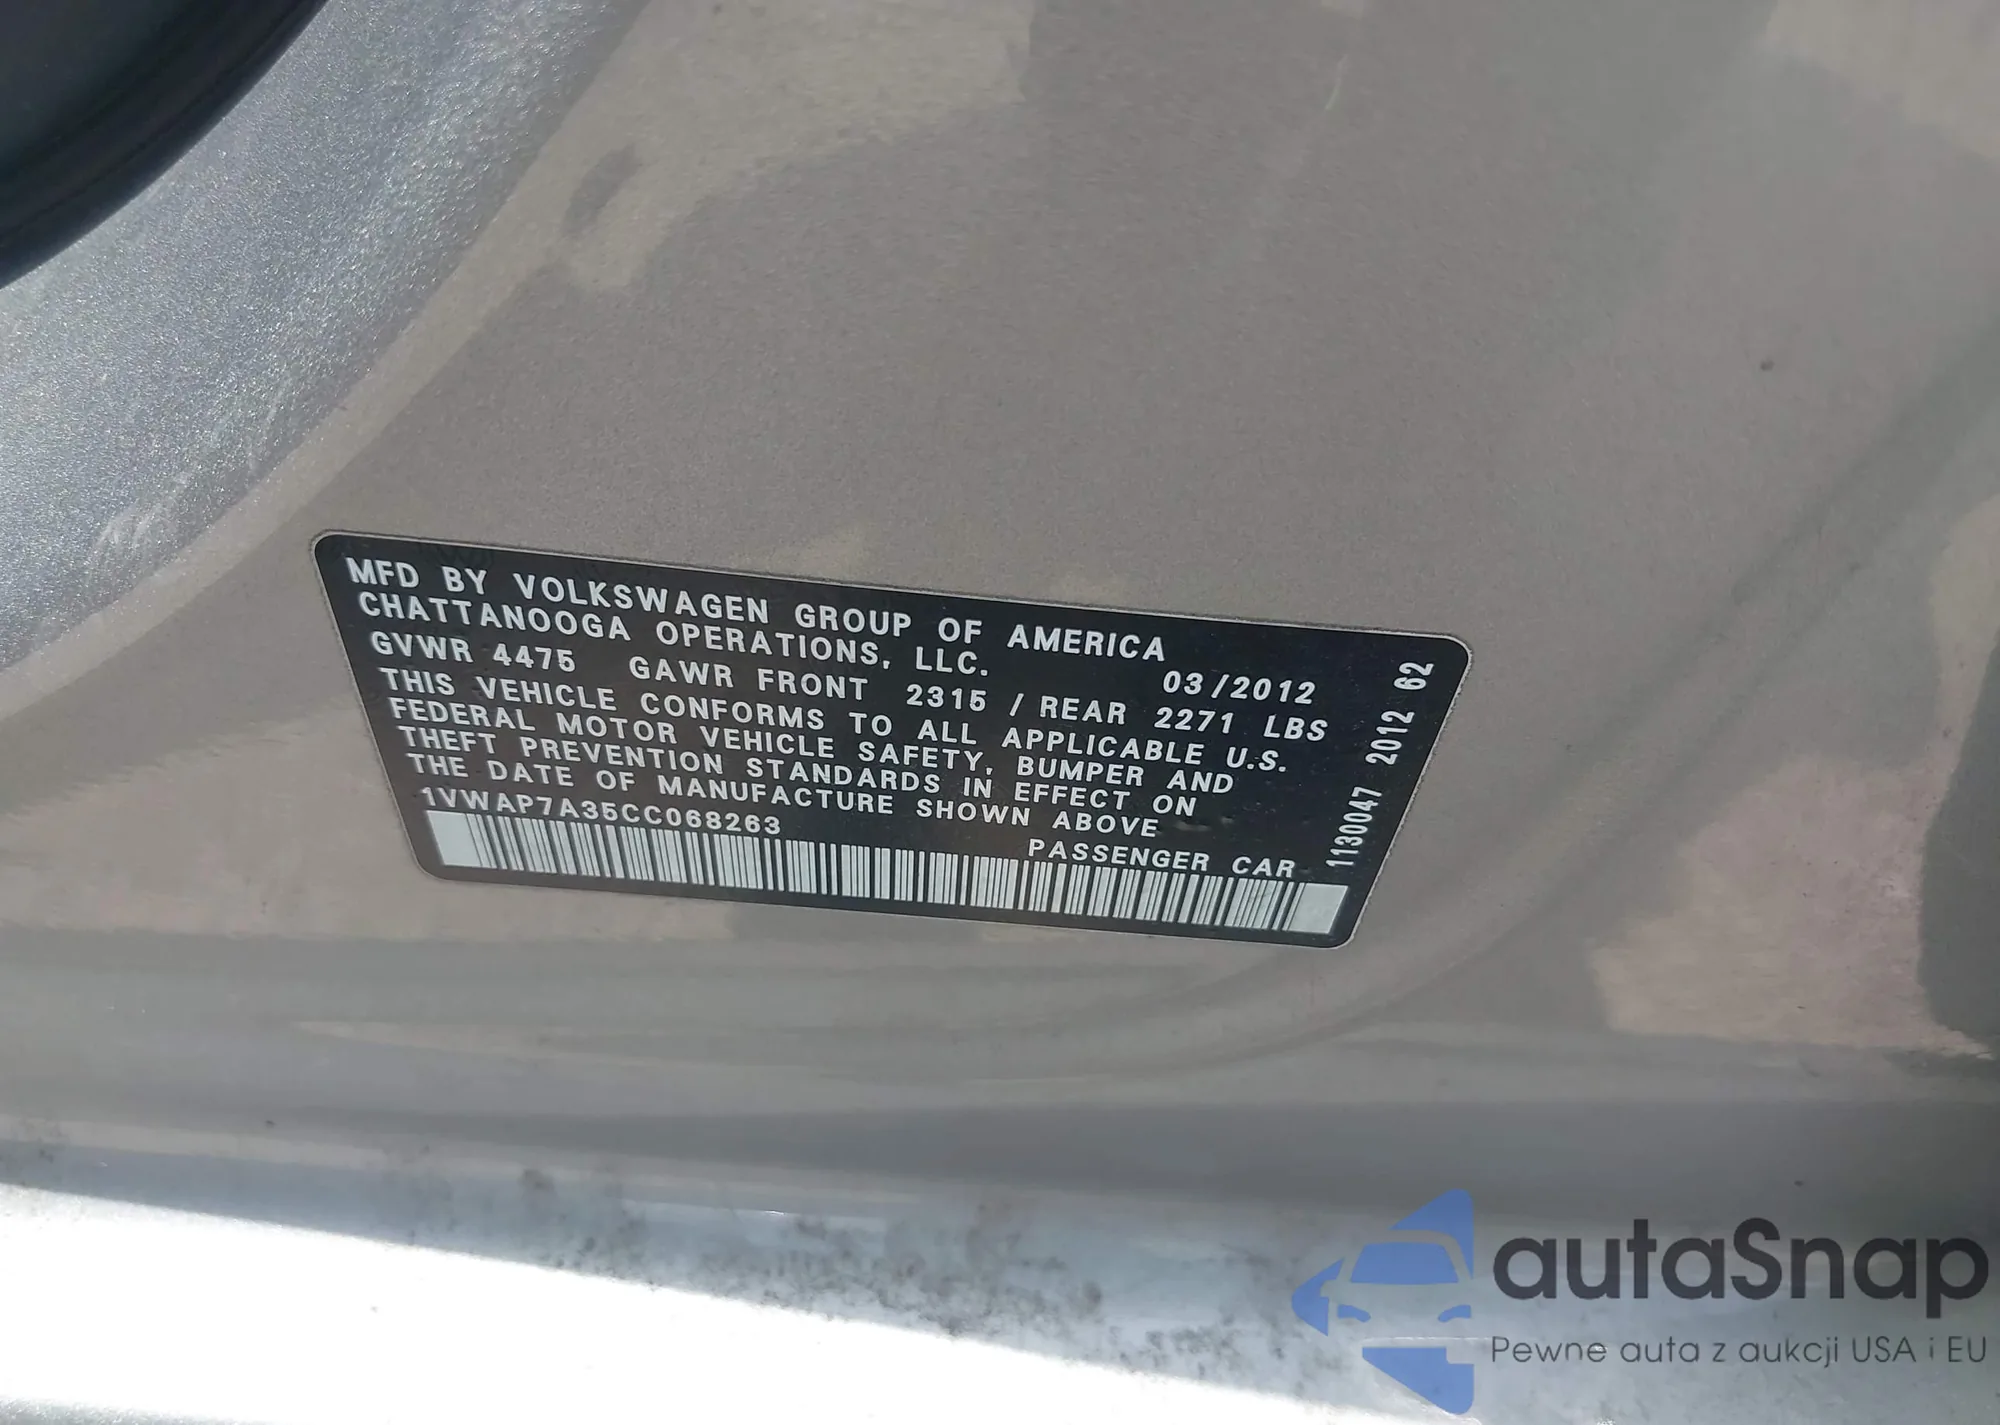 MFD BY VOLKSWAGEN GROUP OF AMERICA
CHATTANOOGA OPERATIONS, LLC. 03/2012
GVWR 4475 GAWR FRONT 2315 / REAR 2271 LBS
THIS VEHICLE CONFORMS TO ALL APPLICABLE U.S.
FEDERAL MOTOR VEHICLE SAFETY, BUMPER AND
THEFT PREVENTION STANDARDS IN EFFECT ON
THE DATE OF MANUFACTURE SHOWN ABOVE
1VWAP7A35CC068263 PASSENGER CAR
1130047 2012 62
autaSnap
Pewne auta z aukcji USA i EU